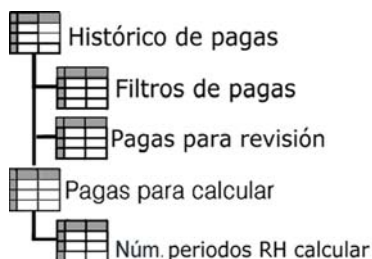 Histórico de pagas
Filtros de pagas
Pagas para revisión
Pagas para calcular
Núm. periodos RH calcular